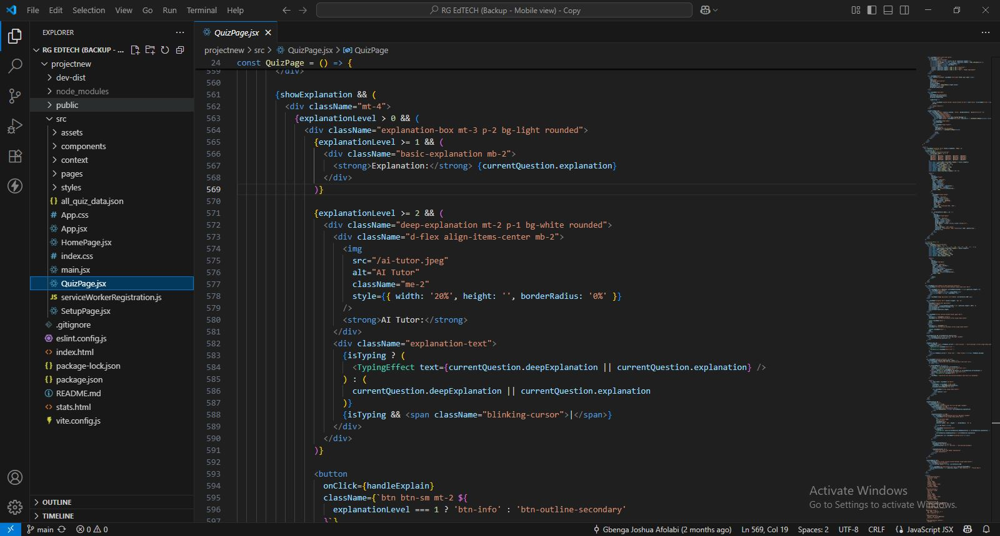 File Edit Selection View Go Run Terminal Help
RG EdTECH (Backup - Mobile view) - Copy
EXPLORER
RG EDTECH (BACKUP - ...
projectnew
dev-dist
node_modules
public
src
assets
components
context
pages
styles
{} all_quiz_data.json
# App.css
App.jsx
HomePage.jsx
# index.css
main.jsx
QuizPage.jsx
JS serviceWorkerRegistration.js
SetupPage.jsx
.gitignore
eslint.config.js
<> index.html
{} package-lock.json
{} package.json
README.md
<> stats.html
vite.config.js
OUTLINE
TIMELINE
QuizPage.jsx
projectnew > src > QuizPage.jsx > QuizPage
24 const QuizPage = () => {
559 </div>
560
561 {showExplanation && (
562 <div className="mt-4">
563 {explanationLevel > 0 && (
564 <div className="explanation-box mt-3 p-2 bg-light rounded">
565 {explanationLevel >= 1 && (
566 <div className="basic-explanation mb-2">
567 <strong>Explanation:</strong> {currentQuestion.explanation}
568 </div>
569 )}
570
571 {explanationLevel >= 2 && (
572 <div className="deep-explanation mt-2 p-1 bg-white rounded">
573 <div className="d-flex align-items-center mb-2">
574 <img
575 src="/ai-tutor.jpeg"
576 alt="AI Tutor"
577 className="me-2"
578 style={{ width: '20%', height: '', borderRadius: '0%' }}
579 />
580 <strong>AI Tutor:</strong>
581 </div>
582 <div className="explanation-text">
583 {isTyping ? (
584 <TypingEffect text={currentQuestion.deepExplanation || currentQuestion.explanation} />
585 ) : (
586 currentQuestion.deepExplanation || currentQuestion.explanation
587 )}
588 {isTyping && <span className="blinking-cursor">|</span>}
589 </div>
590 </div>
591 )}
592
593 <button
594 onClick={handleExplain}
595 className={`btn btn-sm mt-2 ${
596 explanationLevel === 1 ? 'btn-info' : 'btn-outline-secondary'
597 }`}
Activate Windows
Go to Settings to activate Windows.
main 0 0 Gbenga Joshua Afolabi (2 months ago) Ln 569, Col 19 Spaces: 2 UTF-8 CRLF {} JavaScript JSX